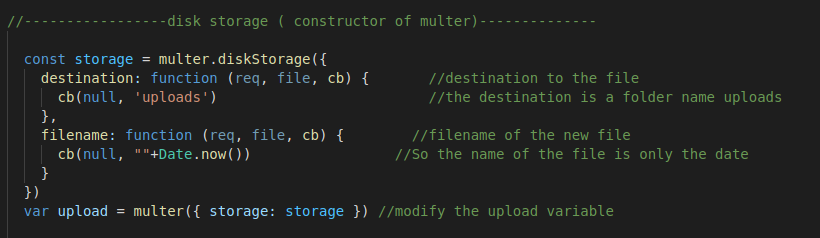 //-----------------disk storage ( constructor of multer)--------------
const storage = multer.diskStorage({
destination: function (req, file, cb) { //destination to the file
cb(null, 'uploads') //the destination is a folder name uploads
},
filename: function (req, file, cb) { //filename of the new file
cb(null, ""+Date.now()) //So the name of the file is only the date
}
})
var upload = multer({ storage: storage }) //modify the upload variable